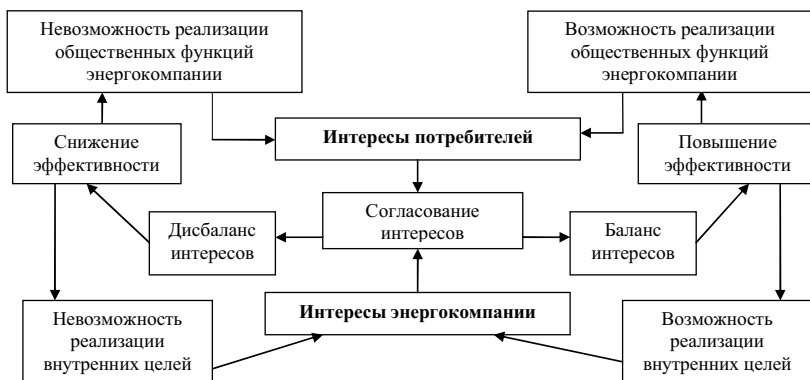 Невозможность реализации
общественных функций
энергокомпании
Возможность реализации
общественных функций
энергокомпании
Интересы потребителей
Снижение
эффективности
Повышение
эффективности
Согласование
интересов
Дисбаланс
интересов
Баланс
интересов
Интересы энергокомпании
Невозможность
реализации
внутренних целей
Возможность
реализации
внутренних целей